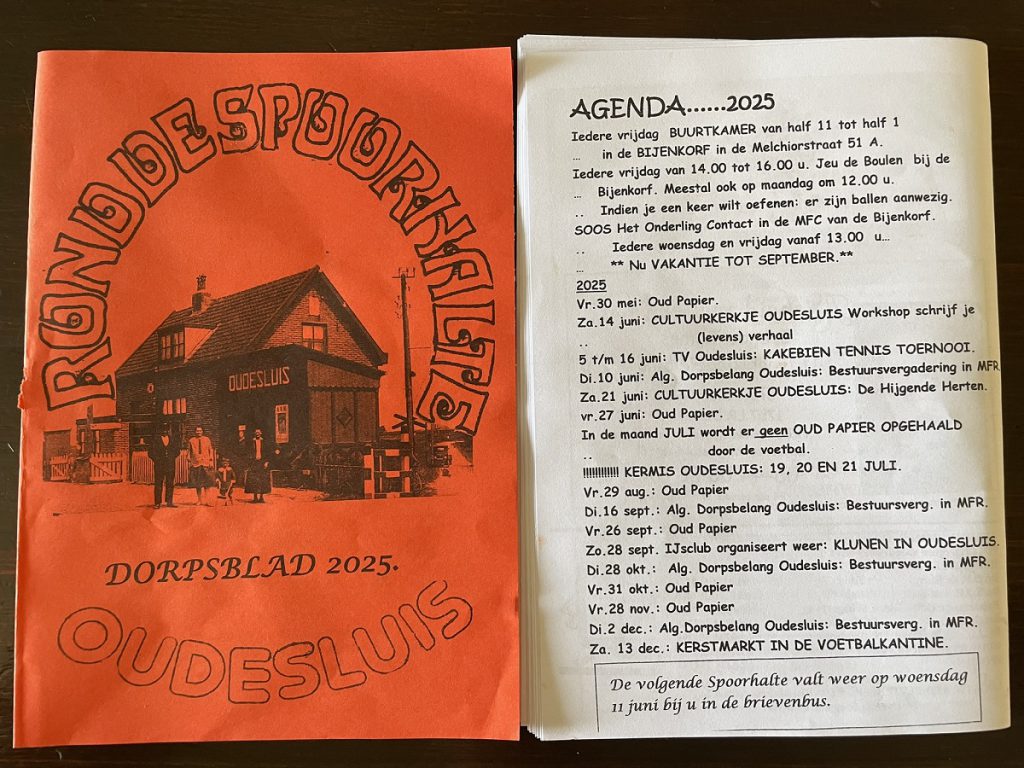 RONDDESPOORHALTE
OUDESLUIS
DORPSBLAD 2025.
OUDESLUIS
AGENDA......2025
Iedere vrijdag BUURTKAMER van half 11 tot half 1
... in de BIJENKORF in de Melchiorstraat 51 A.
Iedere vrijdag van 14.00 tot 16.00 u. Jeu de Boulen bij de
... Bijenkorf. Meestal ook op maandag om 12.00 u.
.. Indien je een keer wilt oefenen: er zijn ballen aanwezig.
SOOS Het Onderling Contact in de MFC van de Bijenkorf.
.. Iedere woensdag en vrijdag vanaf 13.00 u...
... ** Nu VAKANTIE TOT SEPTEMBER.**
2025
Vr.30 mei: Oud Papier.
Za.14 juni: CULTUURKERKJE OUDESLUIS Workshop schrijf je
.. (levens) verhaal
5 t/m 16 juni: TV Oudesluis: KAKEBIEN TENNIS TOERNOOI.
Di.10 juni: Alg. Dorpsbelang Oudesluis: Bestuursvergadering in MFR
Za.21 juni: CULTUURKERKJE OUDESLUIS: De Hijgende Herten.
vr.27 juni: Oud Papier.
In de maand JULI wordt er geen OUD PAPIER OPGEHAALD
.. door de voetbal.
!!!!!!!!!!! KERMIS OUDESLUIS: 19, 20 EN 21 JULI.
Vr.29 aug.: Oud Papier
Di.16 sept.: Alg. Dorpsbelang Oudesluis: Bestuursverg. in MFR.
Vr.26 sept.: Oud Papier
Zo.28 sept. IJsclub organiseert weer: KLUNEN IN OUDESLUIS.
Di.28 okt.: Alg. Dorpsbelang Oudesluis: Bestuursverg. in MFR.
Vr.31 okt.: Oud Papier
Vr.28 nov.: Oud Papier
Di.2 dec.: Alg.Dorpsbelang Oudesluis: Bestuursverg. in MFR.
Za. 13 dec.: KERSTMARKT IN DE VOETBALKANTINE.
De volgende Spoorhalte valt weer op woensdag
11 juni bij u in de brievenbus.